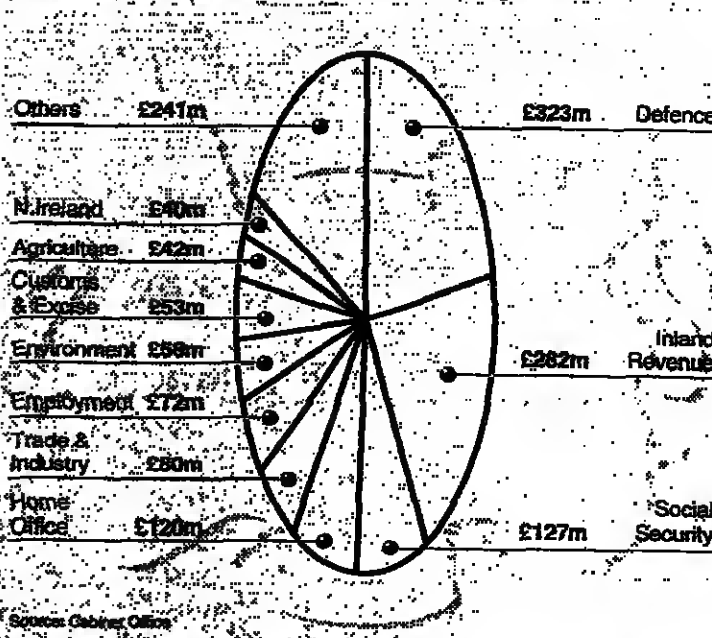 Others £241m
£323m Defence
N.Ireland £40m
Agriculture £42m
Customs
& Excise £53m
Environment £58m
Inland
£282m Revenue
Employment £72m
Trade &
Industry £80m
Home
Office £120m
Social
£127m Security
Source: Cabinet Office